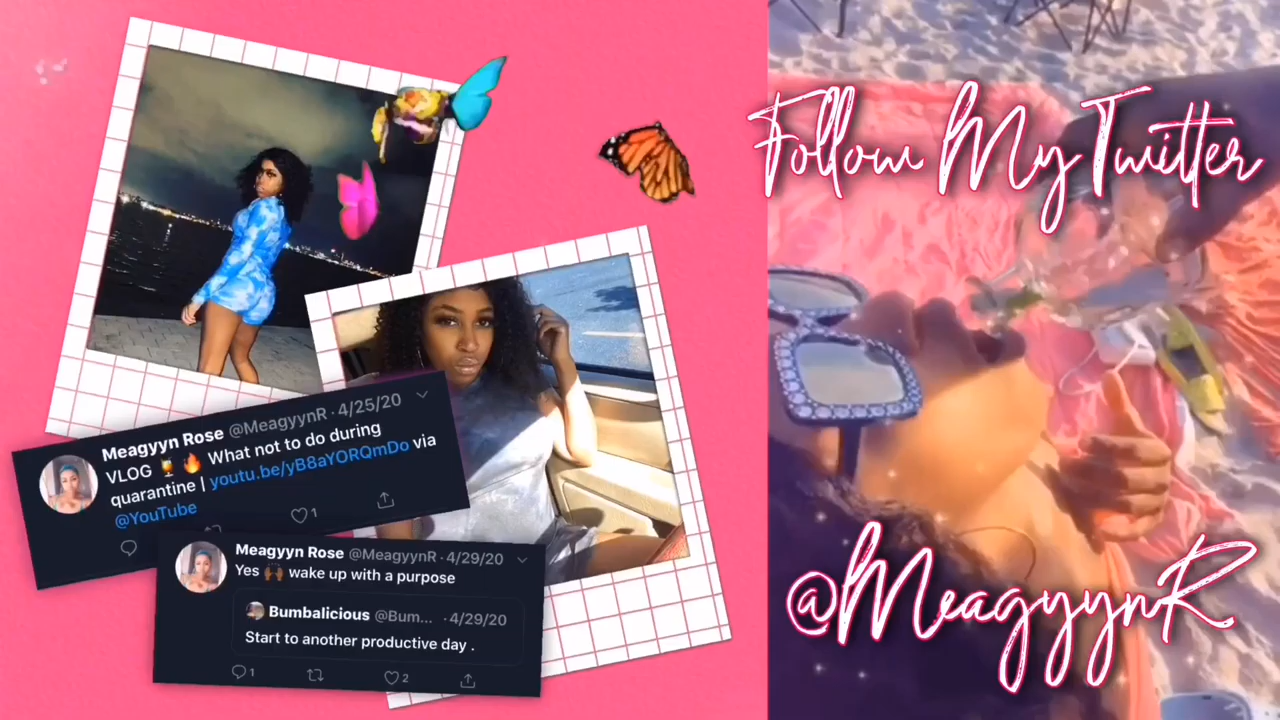 Follow My Twitter
Meagyyn Rose @MeagyynR · 4/25/20
VLOG 🍹🔥 What not to do during
quarantine | youtu.be/yB8aYORQmDo via
@YouTube
1
Meagyyn Rose @MeagyynR · 4/29/20
Yes 🙌🏾 wake up with a purpose
Bumbalicious @Bum... · 4/29/20
Start to another productive day .
1 2
@MeagyynR